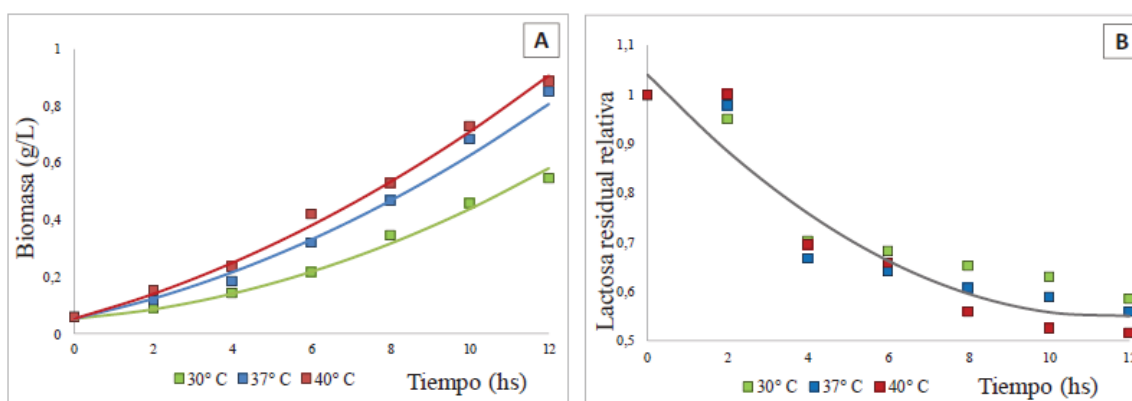 A
Biomasa (g/L)
1
0,8
0,6
0,4
0,2
0
0 2 4 6 8 10 12
30° C 37° C 40° C Tiempo (hs)
B
Lactosa residual relativa
1,1
1
0,9
0,8
0,7
0,6
0,5
0 2 4 6 8 10 12
30° C 37° C 40° C Tiempo (hs)